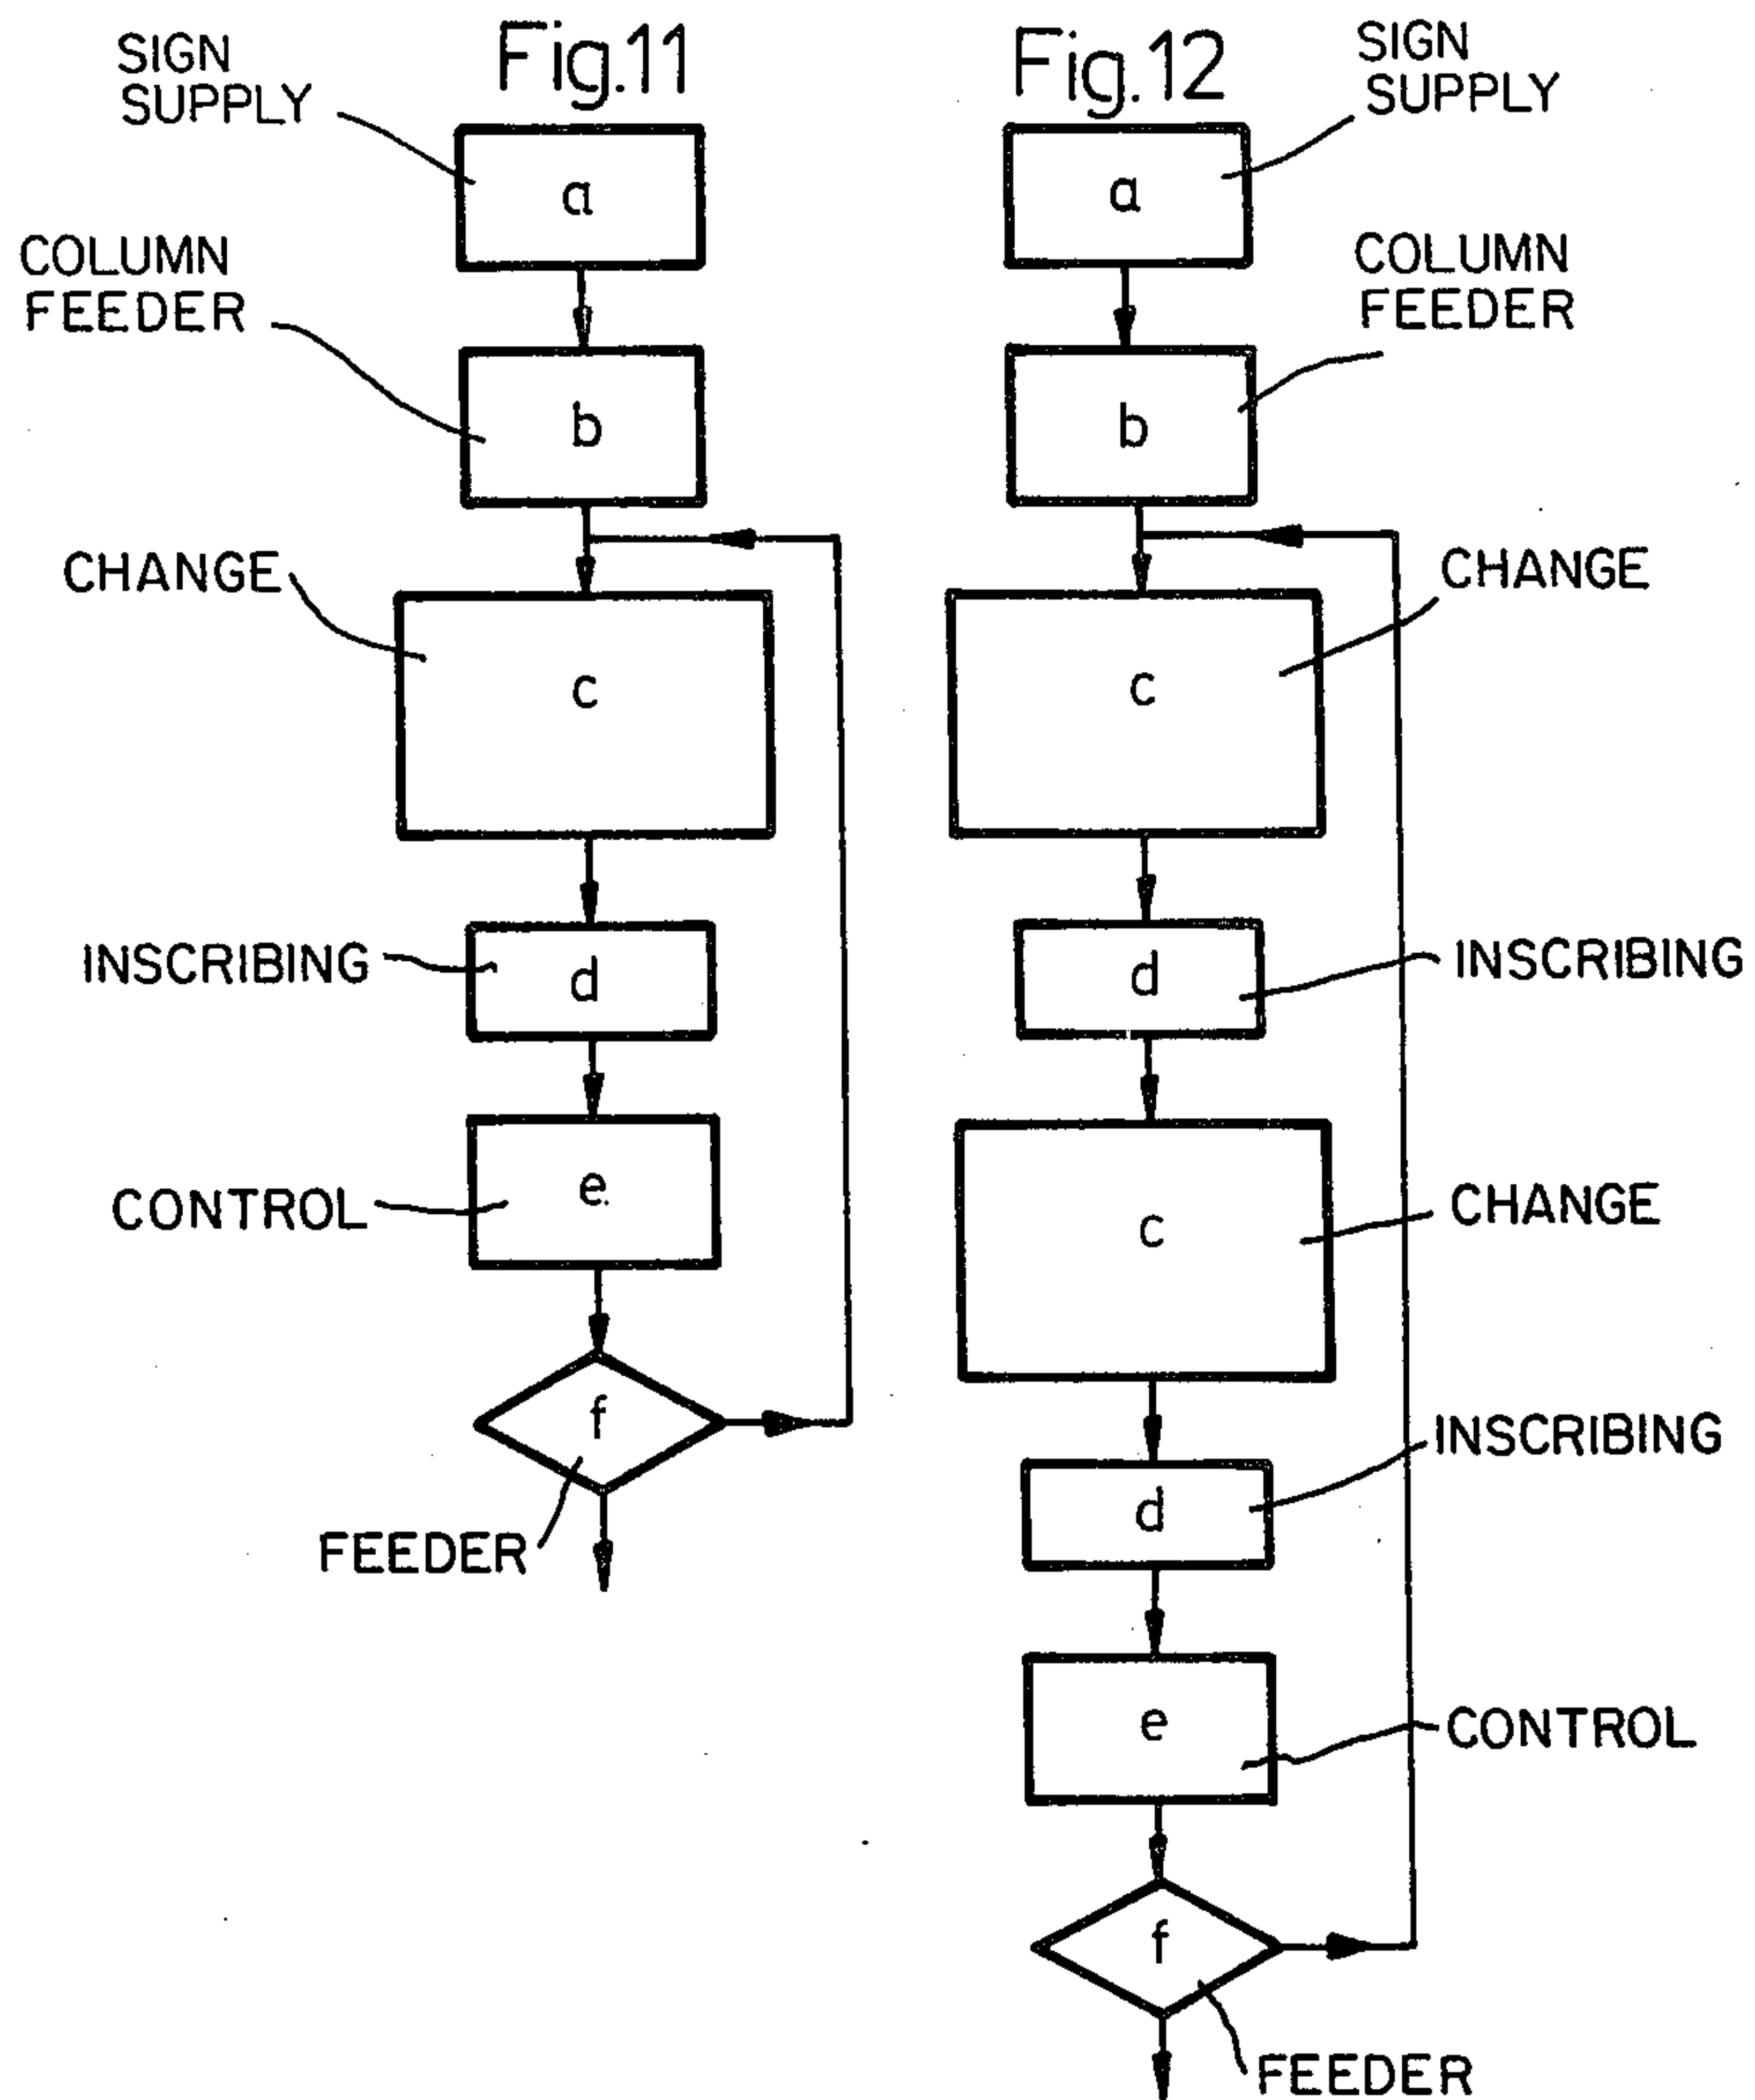 Fig.11
SIGN
SUPPLY
a
COLUMN
FEEDER
b
CHANGE
c
INSCRIBING
d
CONTROL
e
f
FEEDER
Fig.12
SIGN
SUPPLY
a
COLUMN
FEEDER
b
CHANGE
c
INSCRIBING
d
CHANGE
c
INSCRIBING
d
CONTROL
e
f
FEEDER